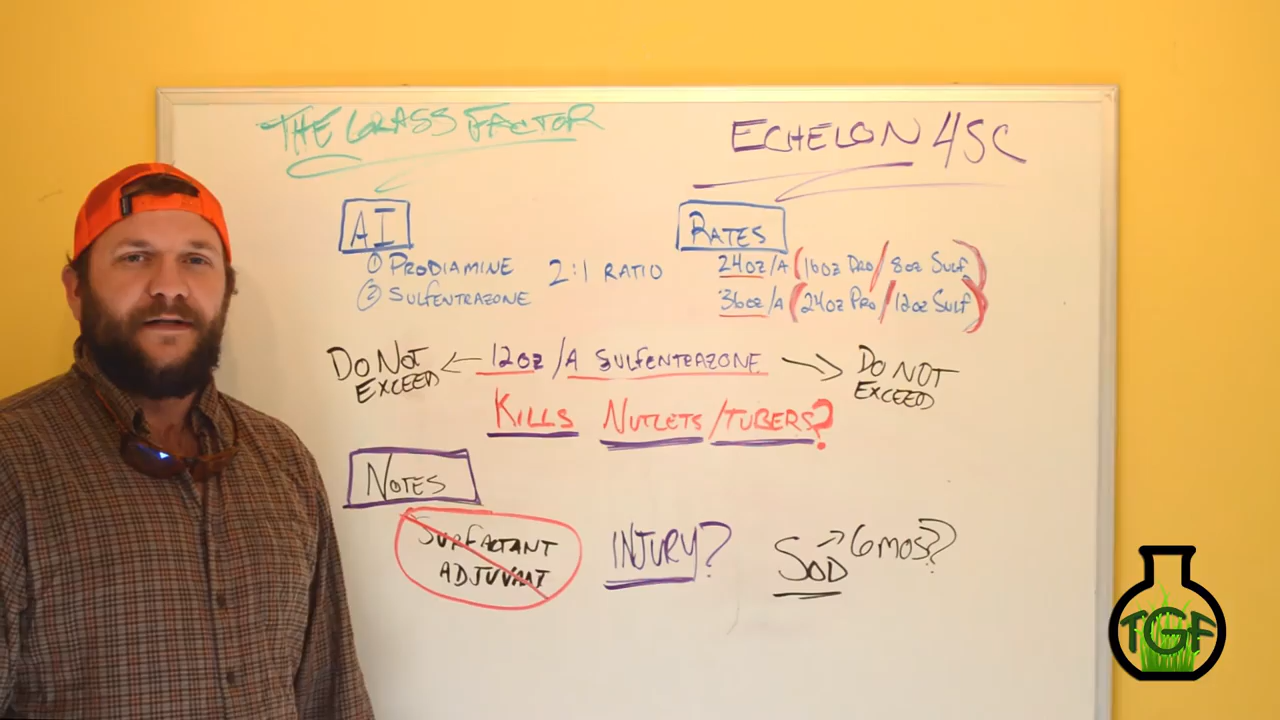 THE GRASS FACTOR
ECHELON 4SC
AI
① PRODIAMINE
② SULFENTRAZONE
2:1 RATIO
RATES
24oz/A (16oz PRO/8oz SULF)
36oz/A (24oz PRO/12oz SULF)
DO NOT
EXCEED
← 12oz/A SULFENTRAZONE →
DO NOT
EXCEED
KILLS NUTLETS/TUBERS?
NOTES
SURFACTANT
ADJUVANT
INJURY?
SOD → 6 MOS?
TGF